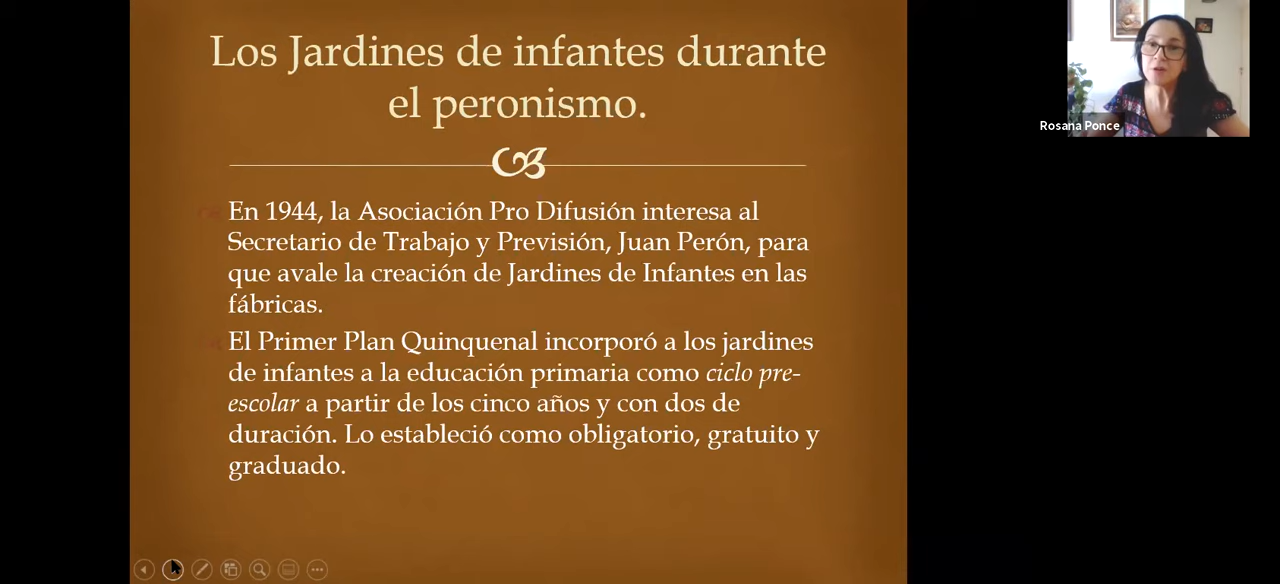 Los Jardines de infantes durante
el peronismo.
En 1944, la Asociación Pro Difusión interesa al
Secretario de Trabajo y Previsión, Juan Perón, para
que avale la creación de Jardines de Infantes en las
fábricas.
El Primer Plan Quinquenal incorporó a los jardines
de infantes a la educación primaria como ciclo pre-
escolar a partir de los cinco años y con dos de
duración. Lo estableció como obligatorio, gratuito y
graduado.
Rosana Ponce